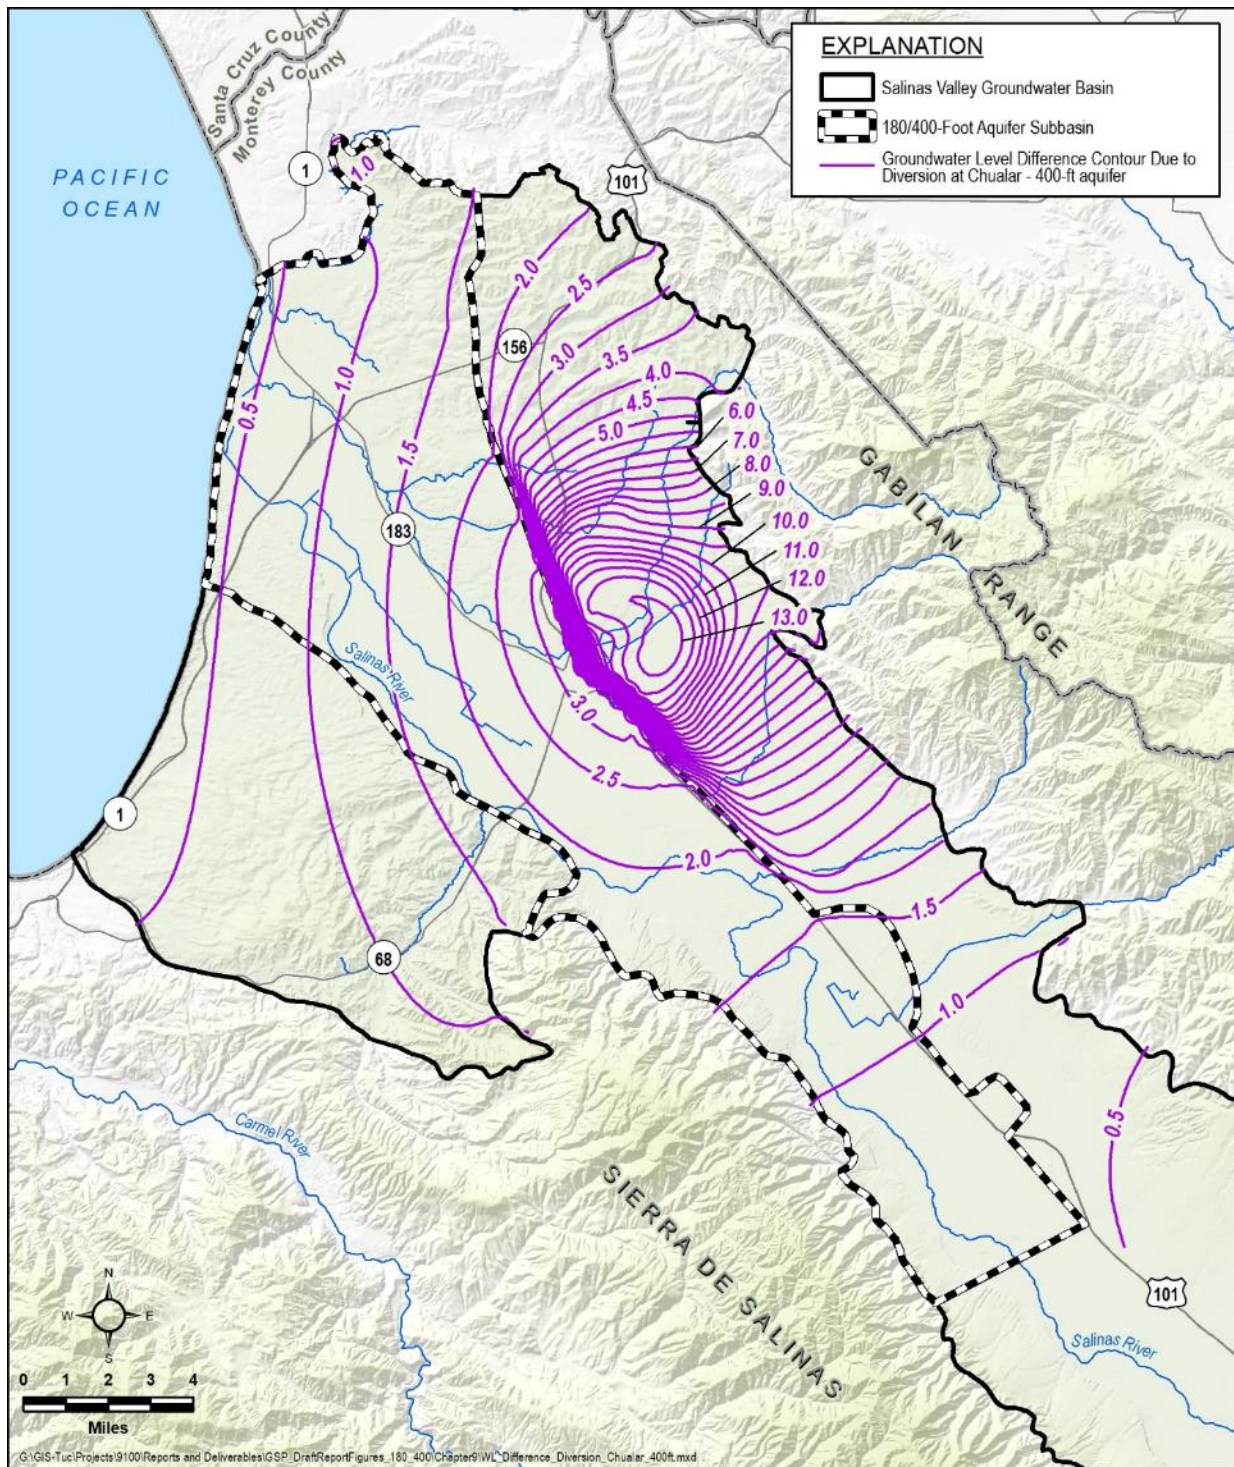 EXPLANATION
Salinas Valley Groundwater Basin
180/400-Foot Aquifer Subbasin
Groundwater Level Difference Contour Due to
Diversion at Chualar - 400-ft aquifer
Santa Cruz County
Monterey County
PACIFIC
OCEAN
1
101
1.0
2.0
2.5
156
3.0
3.5
4.0
4.5
5.0
6.0
7.0
8.0
9.0
10.0
11.0
12.0
13.0
0.5
1.0
1.5
183
GABILAN
RANGE
Salinas River
3.0
2.5
2.0
1.5
1.0
0.5
1
68
Carmel River
SIERRA DE SALINAS
101
Salinas River
N
W
E
S
0 1 2 3 4
Miles
G:\GIS-Tuc\Projects\9100\Reports and Deliverables\GSP_DraftReportFigures_180_400\Chapter9\WL_Difference_Diversion_Chualar_400ft.mxd